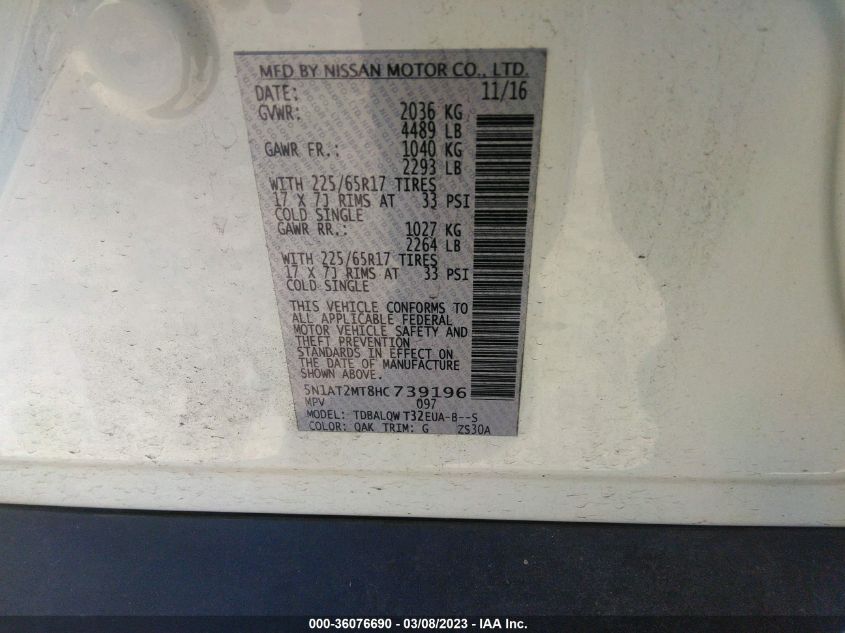 MFD BY NISSAN MOTOR CO., LTD.
DATE: 11/16
GVWR: 2036 KG
4489 LB
GAWR FR.: 1040 KG
2293 LB
WITH 225/65R17 TIRES
17 X 7J RIMS AT 33 PSI
COLD SINGLE
GAWR RR.: 1027 KG
2264 LB
WITH 225/65R17 TIRES
17 X 7J RIMS AT 33 PSI
COLD SINGLE
THIS VEHICLE CONFORMS TO
ALL APPLICABLE FEDERAL
MOTOR VEHICLE SAFETY AND
THEFT PREVENTION
STANDARDS IN EFFECT ON
THE DATE OF MANUFACTURE
SHOWN ABOVE.
5N1AT2MT8HC739196
MPV 097
MODEL: TDBALQW T32EUA-B--S
COLOR: QAK TRIM: G ZS30A
000-36076690 - 03/08/2023 - IAA Inc.